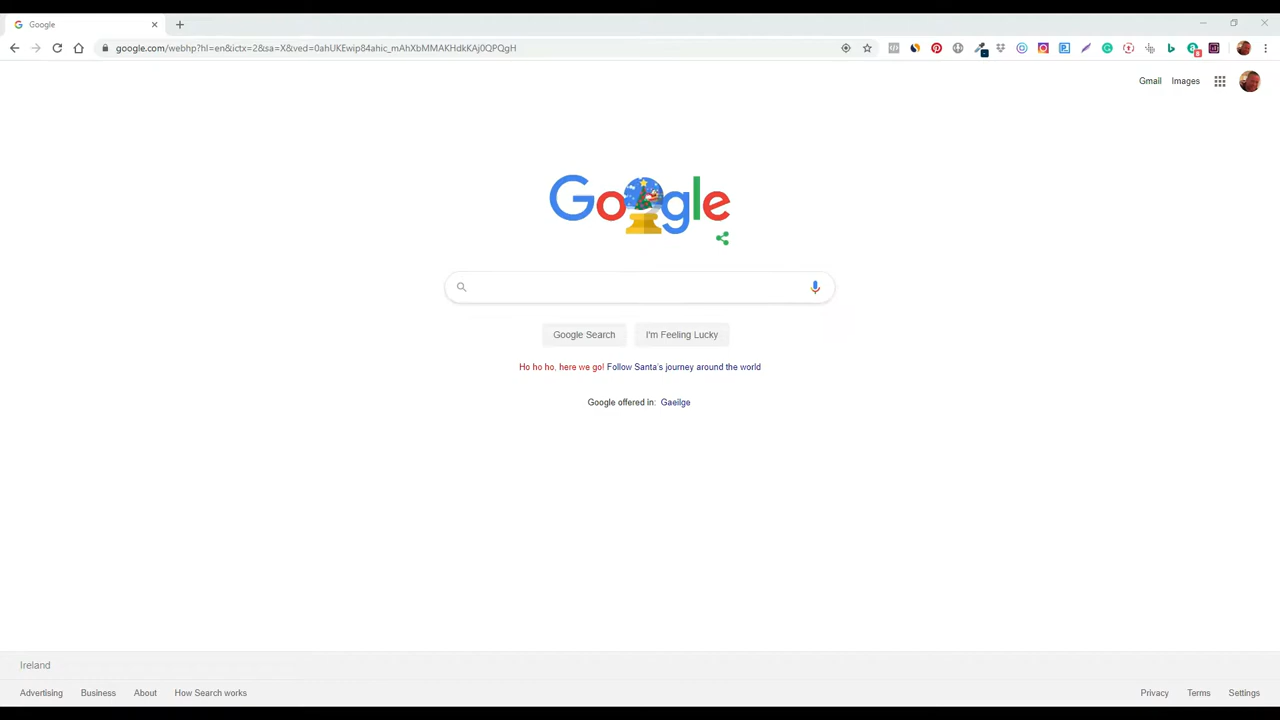 Google
google.com/webhp?hl=en&ictx=2&sa=X&ved=0ahUKEwip84ahic_mAhXbMMAKHdkKAj0QPQgH
Gmail Images
Google
Google Search I'm Feeling Lucky
Ho ho ho, here we go! Follow Santa's journey around the world
Google offered in: Gaeilge
Ireland
Advertising Business About How Search works Privacy Terms Settings